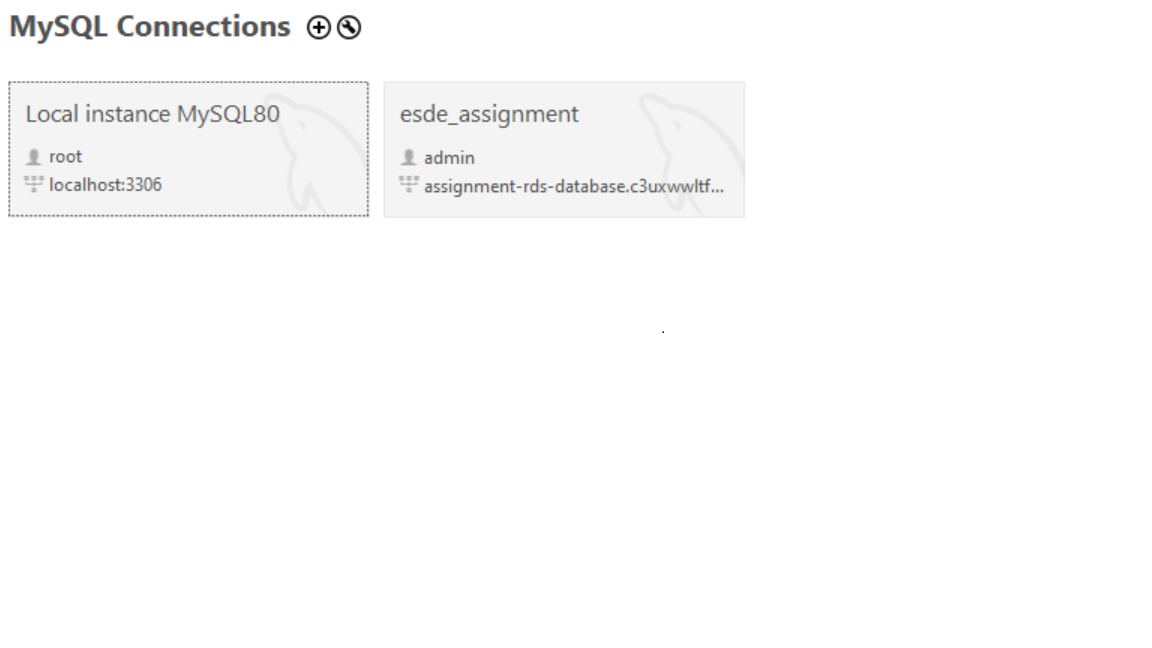 MySQL Connections
Local instance MySQL80
root
localhost:3306
esde_assignment
admin
assignment-rds-database.c3uxwwltf...